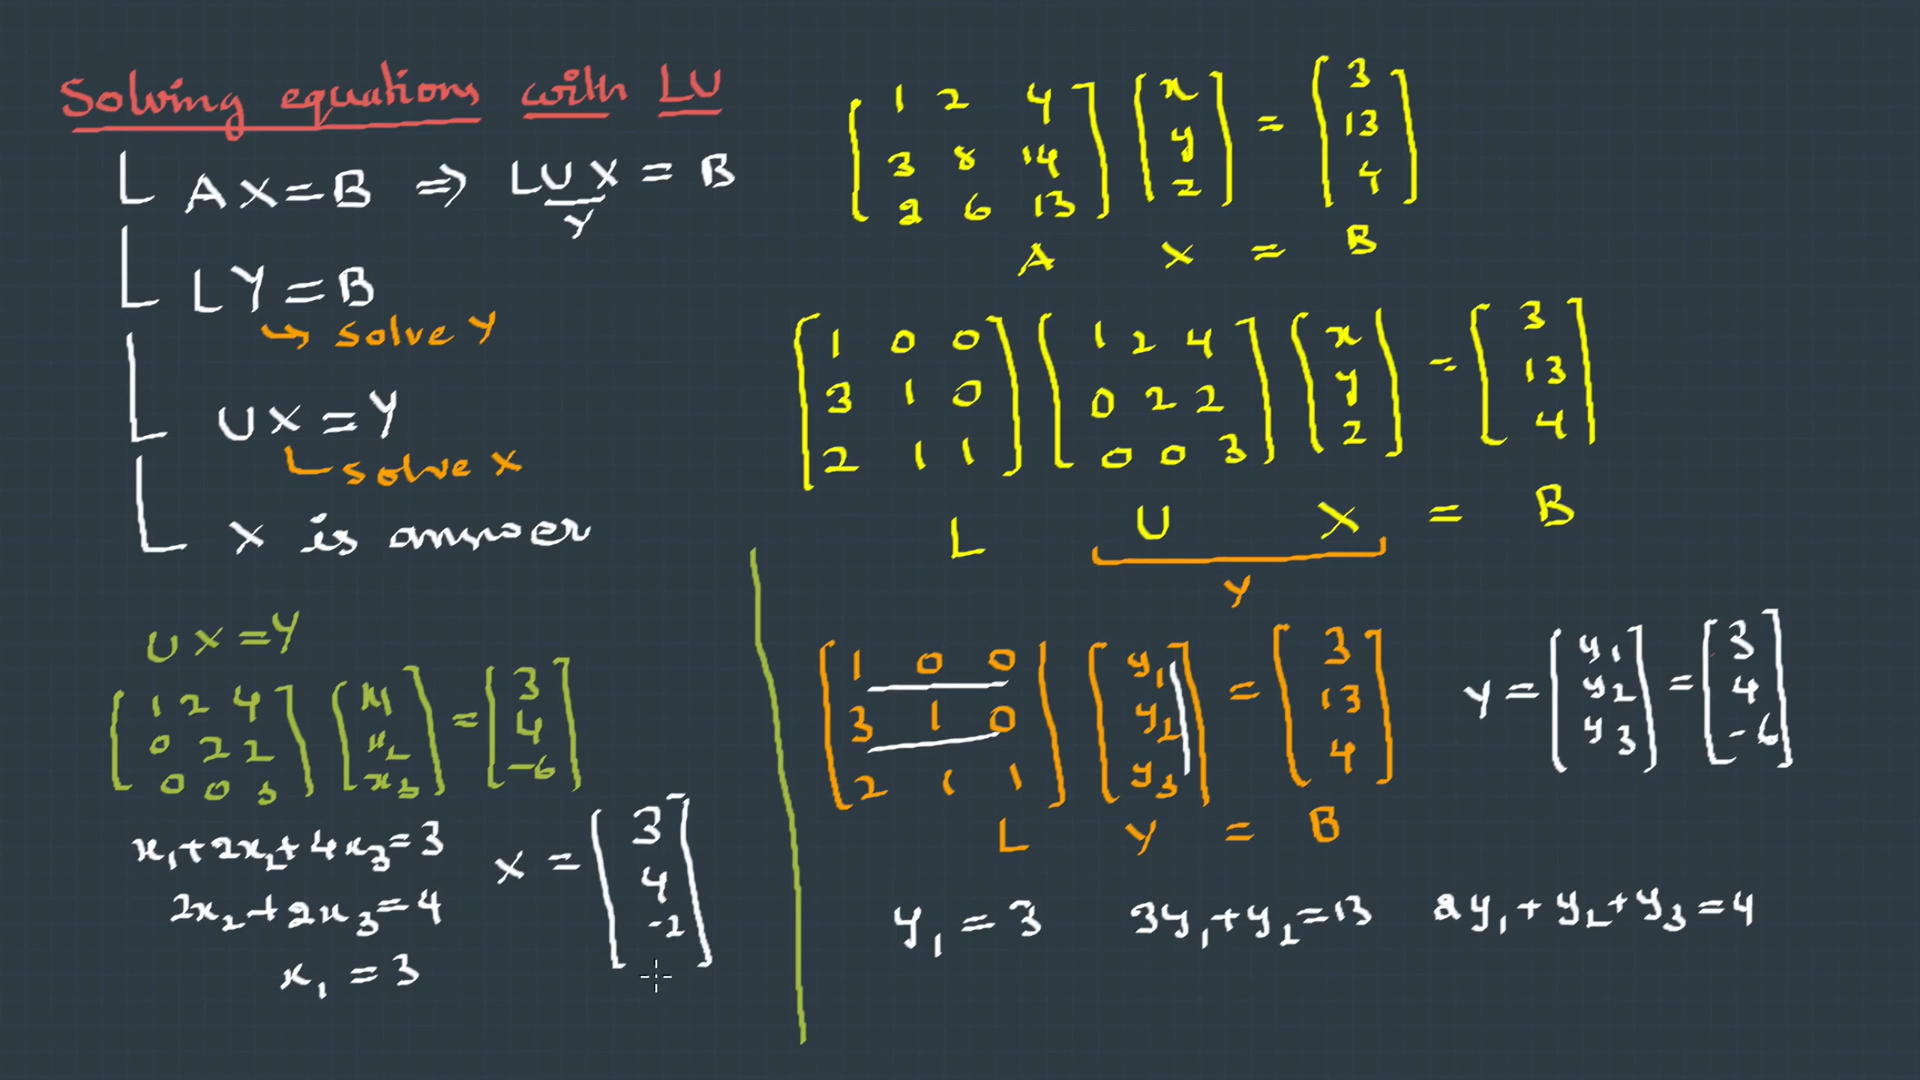 Solving equations with LU
AX=B ⇒ LUX = B
Y
LY=B
↪ solve Y
UX=Y
solve X
X is answer
UX=Y
[1 2 4] [x1] = [3]
[0 2 2] [x2] [4]
[0 0 3] [x3] [-6]
x1+2x2+4x3=3
2x2+2x3=4
x1 = 3
X = [3]
[4]
[-2]
[1 2 4] [x] = [3]
[3 8 14] [y] [13]
[2 6 13] [z] [4]
A X = B
[1 0 0] [1 2 4] [x] = [3]
[3 1 0] [0 2 2] [y] [13]
[2 1 1] [0 0 3] [z] [4]
L U X = B
Y
[1 0 0] [y1] = [3]
[3 1 0] [y2] [13]
[2 1 1] [y3] [4]
L Y = B
Y = [y1] = [3]
[y2] [4]
[y3] [-6]
y1 = 3 3y1+y2=13 2y1+y2+y3=4